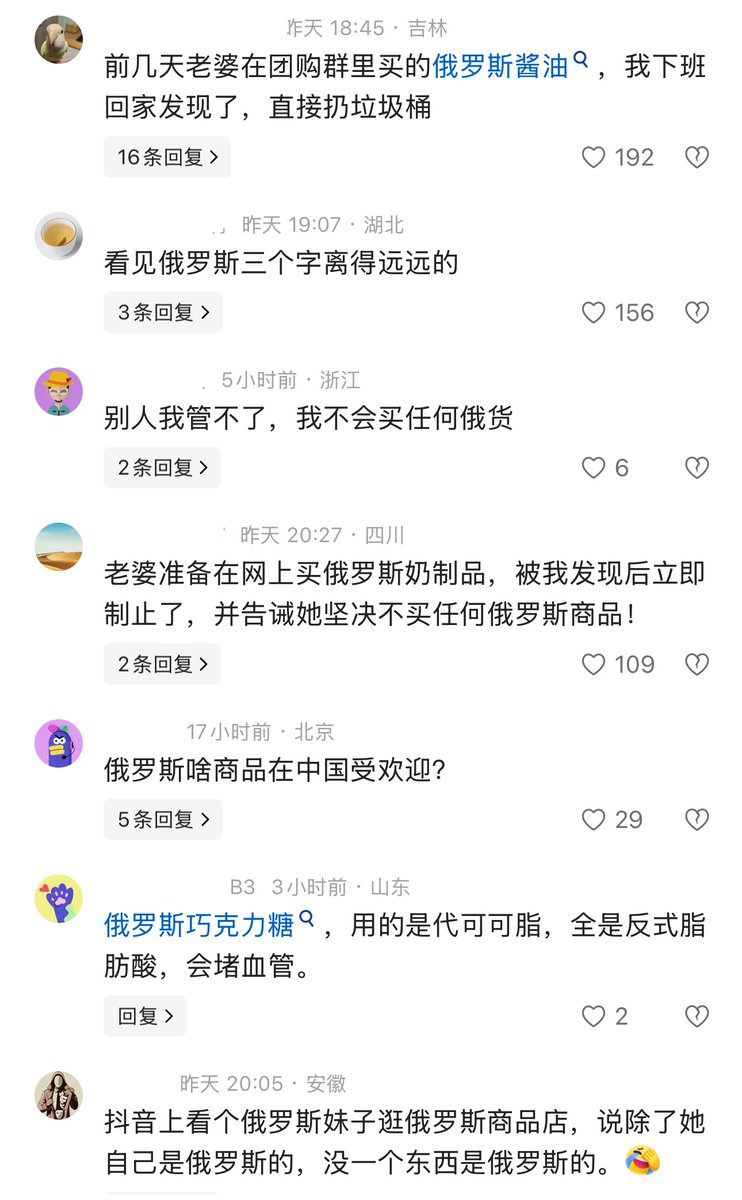 昨天 18:45 · 吉林
前几天老婆在团购群里买的俄罗斯酱油，我下班
回家发现了，直接扔垃圾桶
16条回复 >
192
昨天 19:07 · 湖北
看见俄罗斯三个字离得远远的
3条回复 >
156
5小时前 · 浙江
别人我管不了，我不会买任何俄货
2条回复 >
6
昨天 20:27 · 四川
老婆准备在网上买俄罗斯奶制品，被我发现后立即
制止了，并告诫她坚决不买任何俄罗斯商品！
2条回复 >
109
17小时前 · 北京
俄罗斯啥商品在中国受欢迎？
5条回复 >
29
B3 3小时前 · 山东
俄罗斯巧克力糖，用的是代可可脂，全是反式脂
肪酸，会堵血管。
回复 >
2
昨天 20:05 · 安徽
抖音上看个俄罗斯妹子逛俄罗斯商品店，说除了她
自己是俄罗斯的，没一个东西是俄罗斯的。🤣